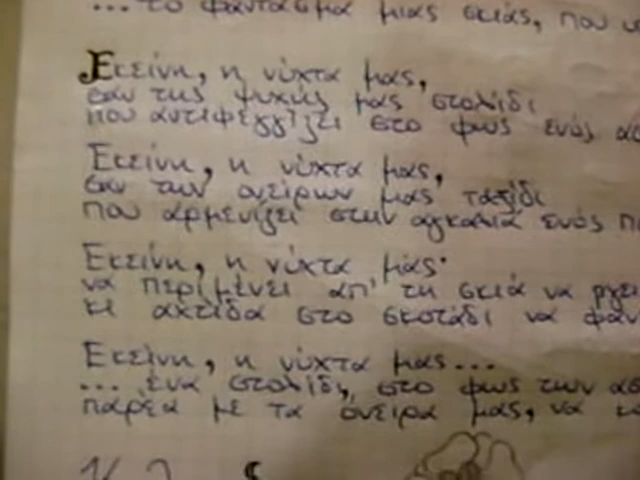 ...το φάντασμα μιας σκιάς, που
Εκείνη, η νύχτα μας,
σαν της ψυχής μας στολίδι
που αντιφεγγίζει στο φως ενός
Εκείνη, η νύχτα μας,
σαν των ονείρων μας ταξίδι
που αρμενίζει στην αγκαλιά ενός
Εκείνη, η νύχτα μας·
να περιμένει απ' τη σκιά να
κι αχτίδα στο σκοτάδι να
Εκείνη, η νύχτα μας...
... ένα στολίδι, στο φως των
παρέα με τα όνειρα μας, να